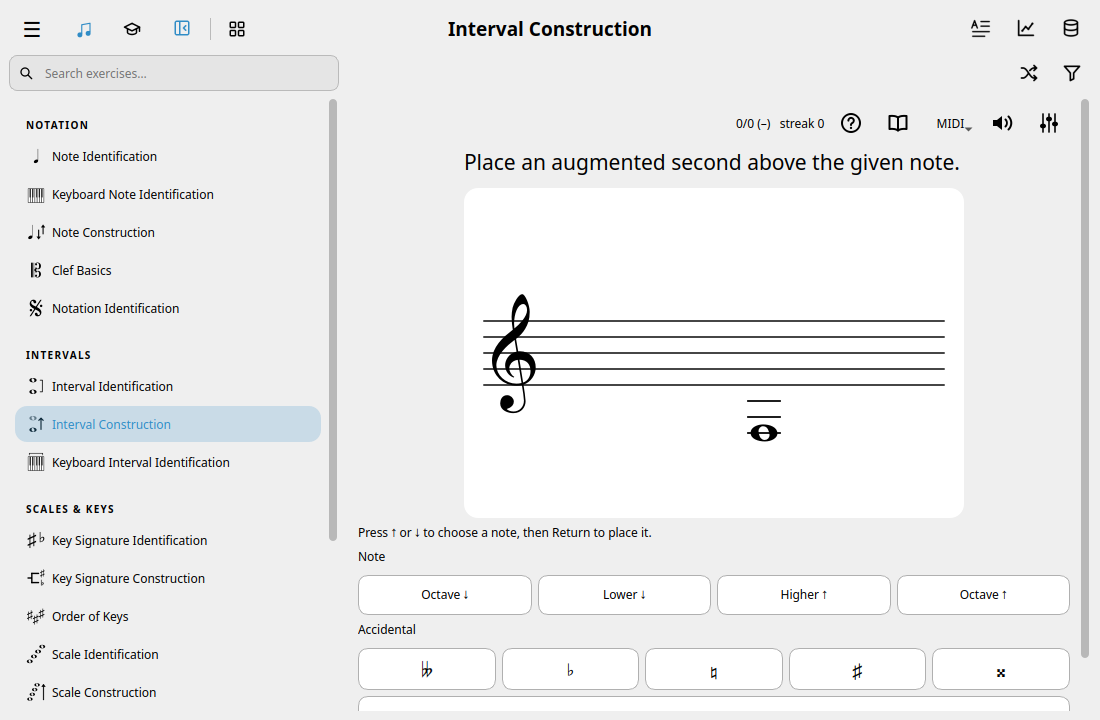 Interval Construction
Search exercises...
NOTATION
Note Identification
Keyboard Note Identification
Note Construction
Clef Basics
Notation Identification
INTERVALS
Interval Identification
Interval Construction
Keyboard Interval Identification
SCALES & KEYS
Key Signature Identification
Key Signature Construction
Order of Keys
Scale Identification
Scale Construction
0/0 (–) streak 0 MIDI
Place an augmented second above the given note.
Press ↑ or ↓ to choose a note, then Return to place it.
Note
Octave ↓ Lower ↓ Higher ↑ Octave ↑
Accidental
𝄫 ♭ ♮ ♯ 𝄪